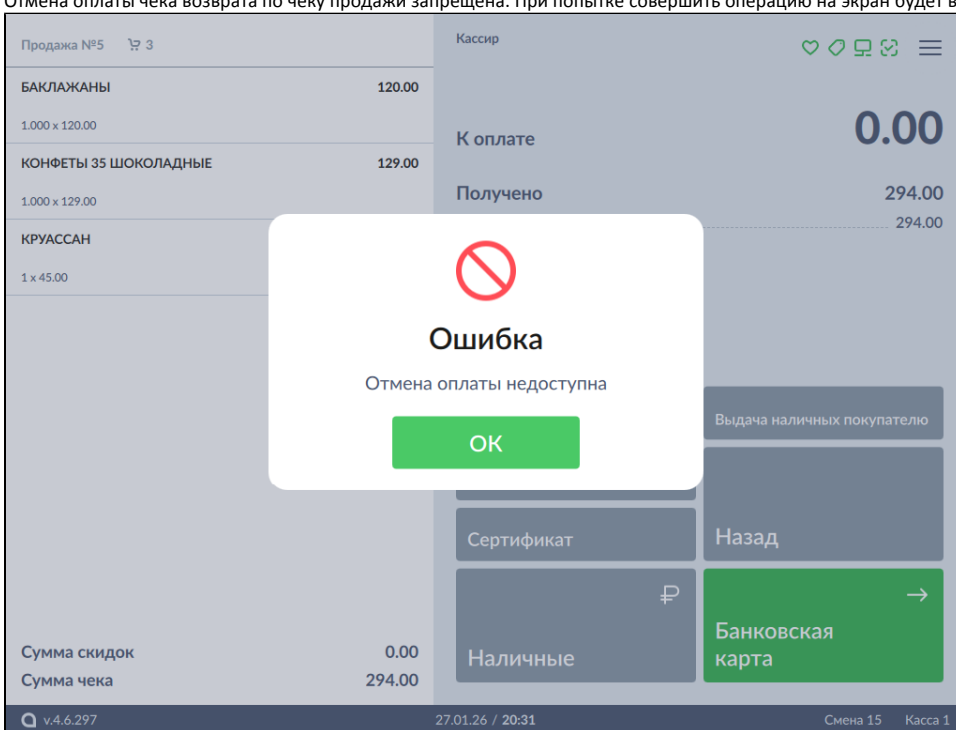 Отмена оплаты чека возврата по чеку продажи запрещена. При попытке совершить операцию на экран будет в
Продажа №5 3
БАКЛАЖАНЫ 120.00
1.000 x 120.00
КОНФЕТЫ 35 ШОКОЛАДНЫЕ 129.00
1.000 x 129.00
КРУАССАН
1 x 45.00
Сумма скидок 0.00
Сумма чека 294.00
Кассир
К оплате 0.00
Получено 294.00
294.00
Ошибка
Отмена оплаты недоступна
OK
Выдача наличных покупателю
Сертификат
Назад
Наличные ₽
Банковская
карта
v.4.6.297
27.01.26 / 20:31
Смена 15 Касса 1